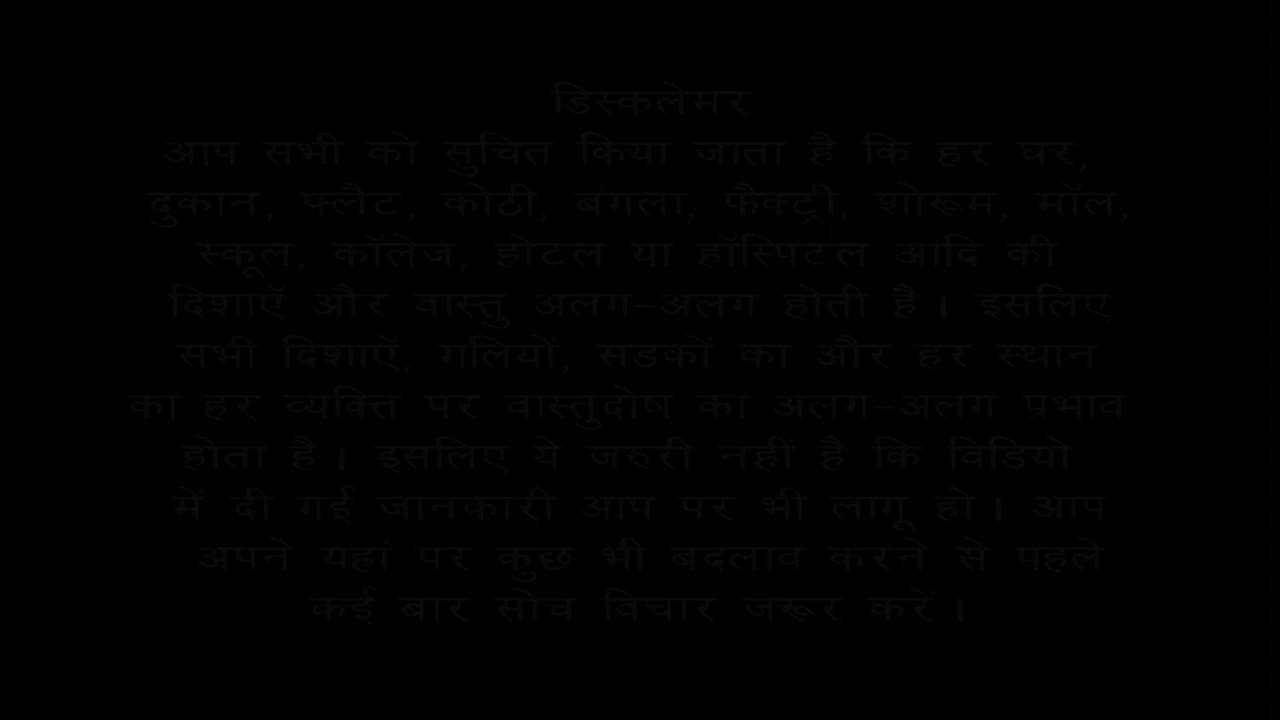 डिस्कलेमर
आप सभी को सुचित किया जाता है कि हर घर,
दुकान, फ्लैट, कोठी, बंगला, फैक्ट्री, शोरूम, मॉल,
स्कूल, कॉलेज, होटल या हॉस्पिटल आदि की
दिशाऍ और वास्तु अलग-अलग होती है। इसलिए
सभी दिशाऍ, गलियों, सडकों का और हर स्थान
का हर व्यक्ति पर वास्तुदोष का अलग-अलग प्रभाव
होता है। इसलिए ये जरुरी नहीं है कि विडियो
में दी गई जानकारी आप पर भी लागू हो। आप
अपने यहां पर कुछ भी बदलाव करने से पहले
कई बार सोच विचार जरूर करें।